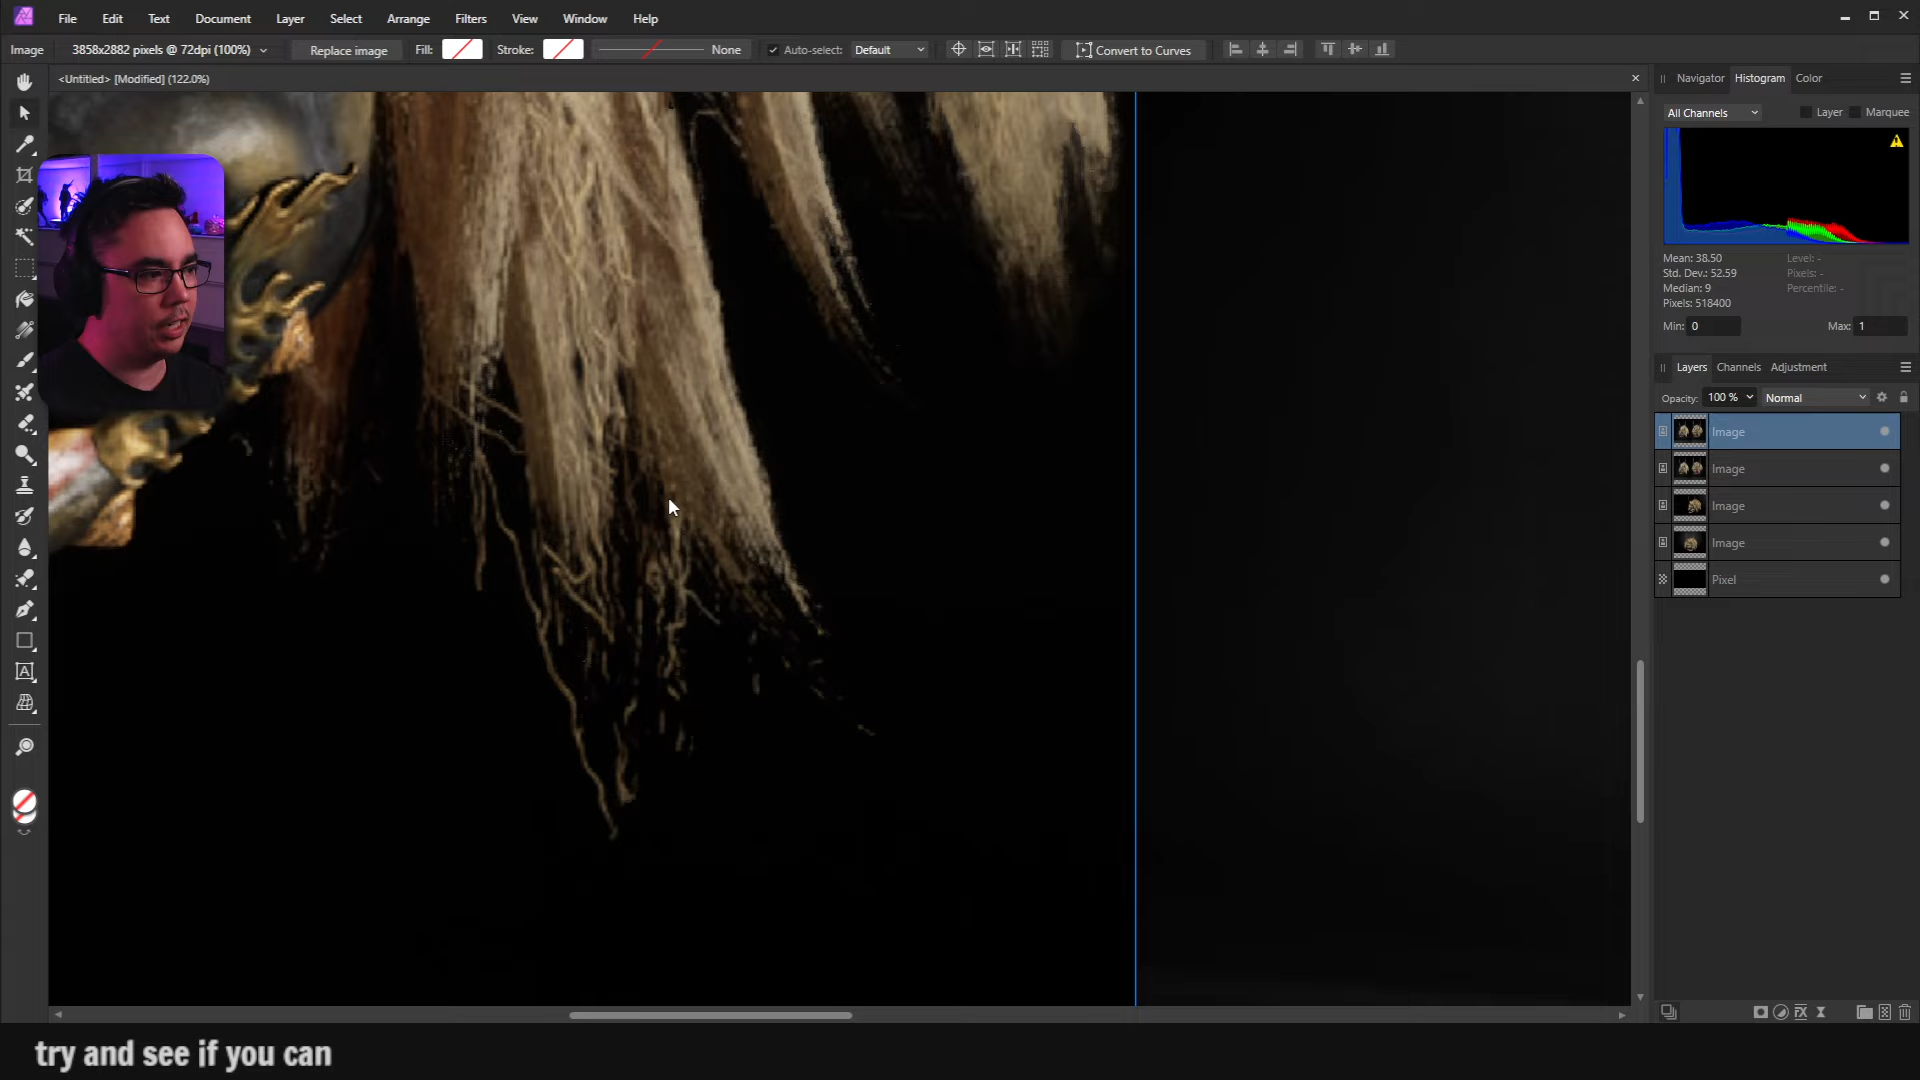 File Edit Text Document Layer Select Arrange Filters View Window Help
Image 3858x2882 pixels @ 72dpi (100%) Replace image Fill: Stroke: None Auto-select: Default Convert to Curves
<Untitled> [Modified] (122.0%)
Navigator Histogram Color
All Channels Layer Marquee
Mean: 38.50 Level: -
Std. Dev.: 52.59 Pixels: -
Median: 9 Percentile: -
Pixels: 518400
Min: 0 Max: 1
Layers Channels Adjustment
Opacity: 100 % Normal
Image
Image
Image
Image
Pixel
try and see if you can